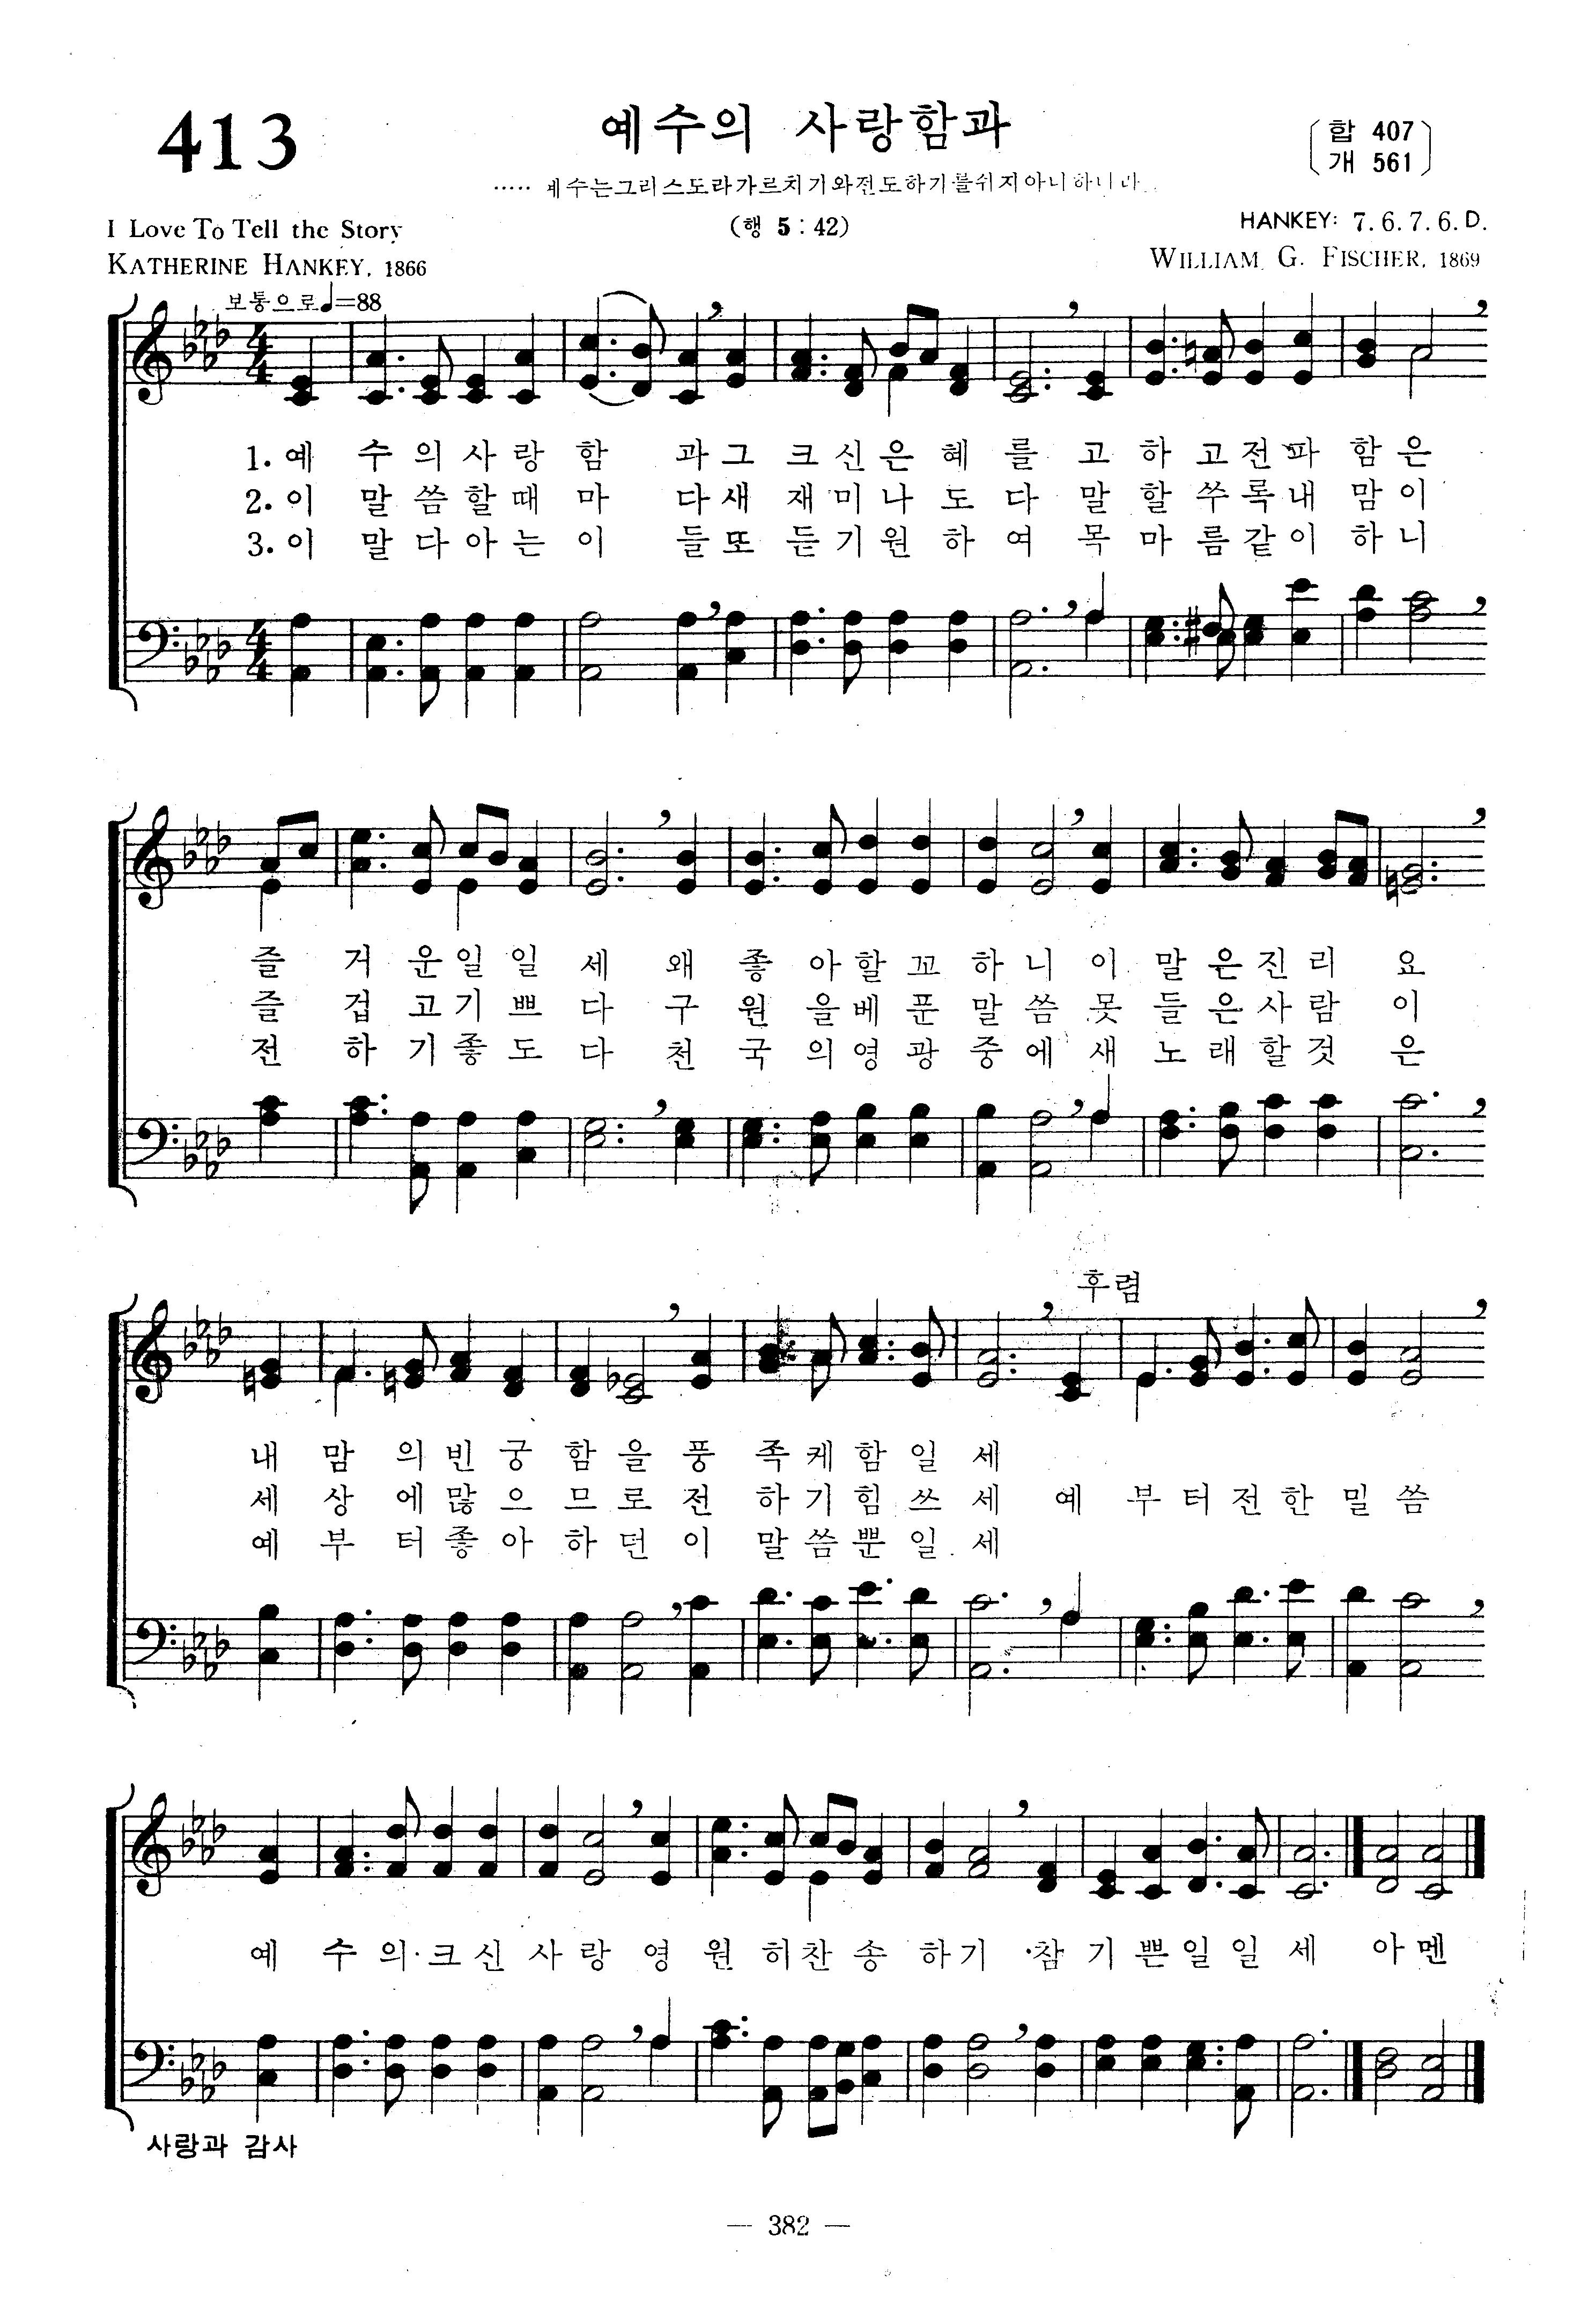 413
예수의 사랑함과
〔합 407
개 561〕
····· 예수는그리스도라가르치기와전도하기를쉬지아니하니라
(행 5:42)
I Love To Tell the Story
KATHERINE HANKEY, 1866
HANKEY: 7. 6. 7. 6. D.
WILLIAM G. FISCHER, 1869
보통으로♩=88
1. 예 수 의 사 랑 함 과 그 크 신 은 혜 를 고 하 고 전 파 함 은
2. 이 말 씀 할 때 마 다 새 재 미 나 도 다 말 할 쑤 록 내 맘 이
3. 이 말 다 아 는 이 들 또 듣 기 원 하 여 목 마 름 같 이 하 니
즐 거 운 일 일 세 왜 좋 아 할 꼬 하 니 이 말 은 진 리 요
즐 겁 고 기 쁘 다 구 원 을 베 푼 말 씀 못 들 은 사 람 이
전 하 기 좋 도 다 천 국 의 영 광 중 에 새 노 래 할 것 은
후렴
내 맘 의 빈 궁 함 을 풍 족 케 함 일 세
세 상 에 많 으 므 로 전 하 기 힘 쓰 세 예 부 터 전 한 말 씀
예 부 터 좋 아 하 던 이 말 씀 뿐 일 세
예 수 의 크 신 사 랑 영 원 히 찬 송 하 기 참 기 쁜 일 일 세 아 멘
사랑과 감사
— 382 —